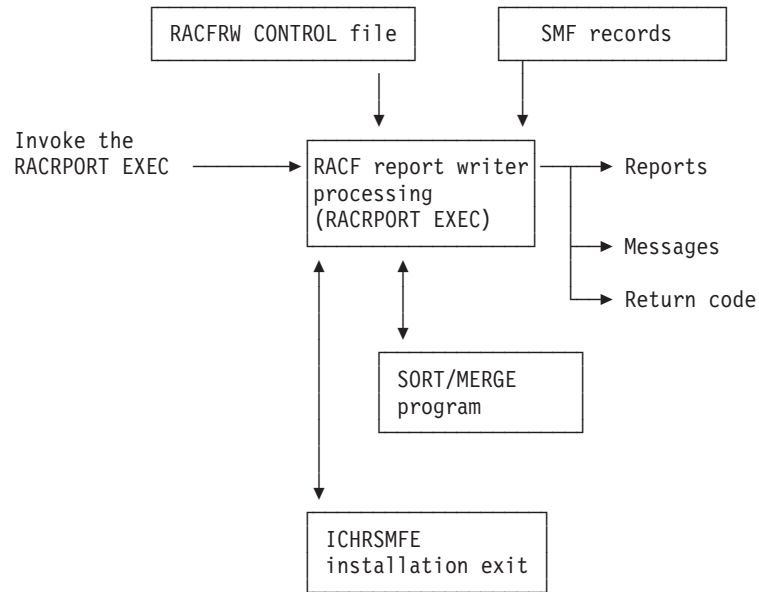 RACFRW CONTROL file
SMF records
Invoke the
RACRPORT EXEC
RACF report writer
processing
(RACRPORT EXEC)
Reports
Messages
Return code
SORT/MERGE
program
ICHRSMFE
installation exit